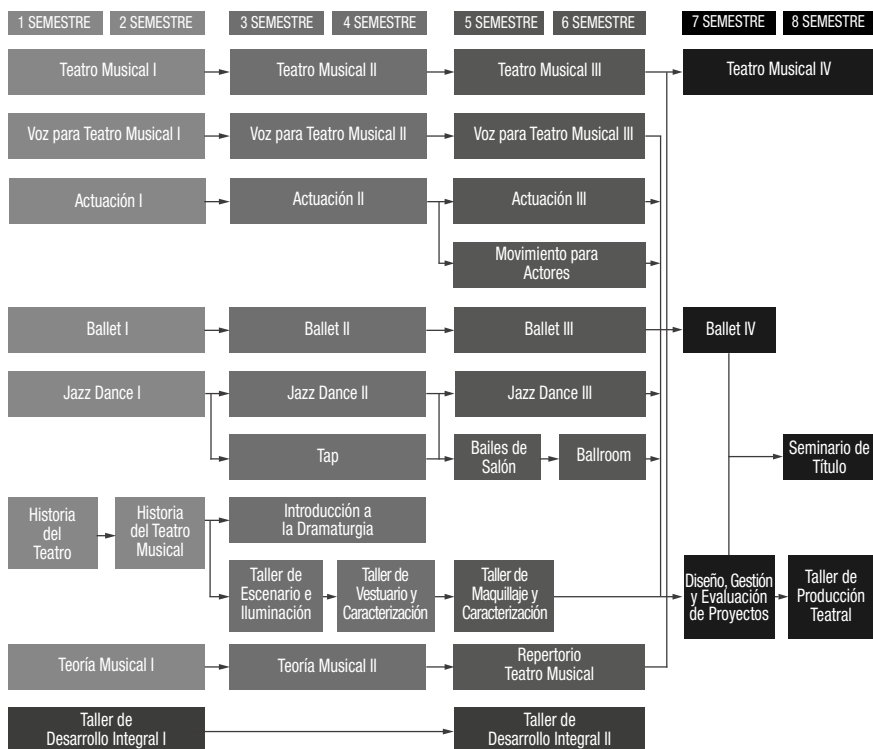 1 SEMESTRE 2 SEMESTRE 3 SEMESTRE 4 SEMESTRE 5 SEMESTRE 6 SEMESTRE 7 SEMESTRE 8 SEMESTRE
Teatro Musical I
Teatro Musical II
Teatro Musical III
Teatro Musical IV
Voz para Teatro Musical I
Voz para Teatro Musical II
Voz para Teatro Musical III
Actuación I
Actuación II
Actuación III
Movimiento para
Actores
Ballet I
Ballet II
Ballet III
Ballet IV
Jazz Dance I
Jazz Dance II
Jazz Dance III
Tap
Bailes de
Salón
Ballroom
Seminario de
Título
Historia
del
Teatro
Historia
del Teatro
Musical
Introducción a
la Dramaturgia
Taller de
Escenario e
Iluminación
Taller de
Vestuario y
Caracterización
Taller de
Maquillaje y
Caracterización
Diseño, Gestión
y Evaluación
de Proyectos
Taller de
Producción
Teatral
Teoría Musical I
Teoría Musical II
Repertorio
Teatro Musical
Taller de
Desarrollo Integral I
Taller de
Desarrollo Integral II